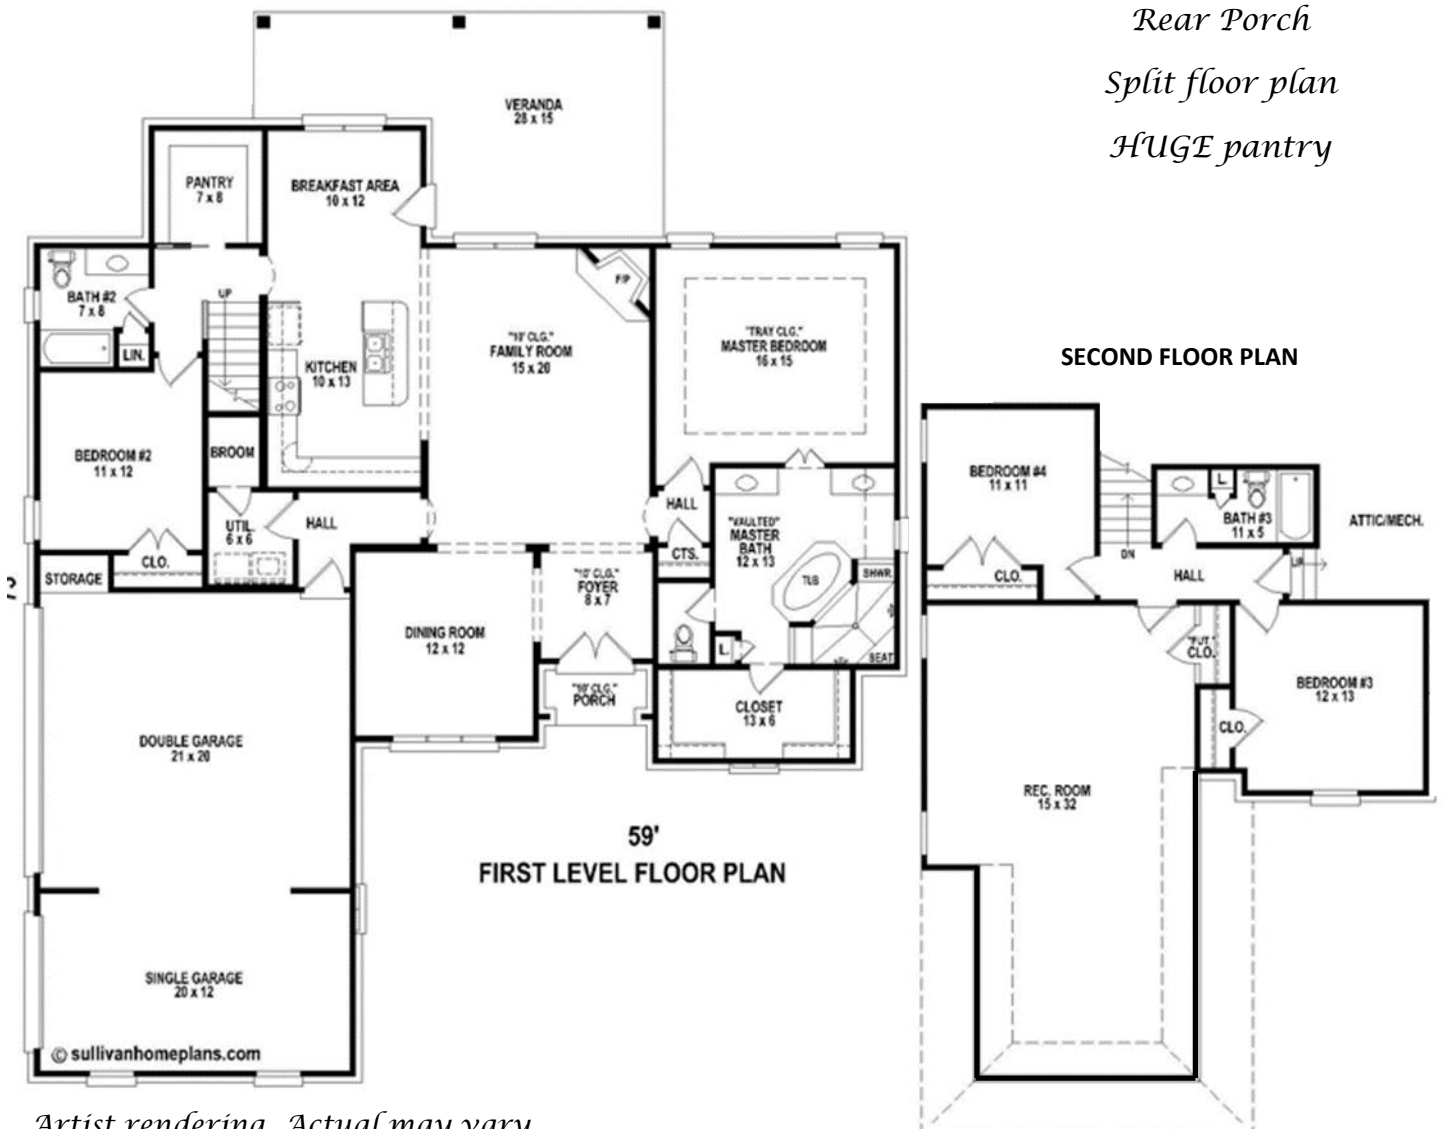 Rear Porch
Split floor plan
HUGE pantry
VERANDA
28 x 15
PANTRY
7 x 8
BREAKFAST AREA
10 x 12
BATH #2
7 x 8
LIN.
UP
KITCHEN
10 x 13
"10' CLG."
FAMILY ROOM
15 x 20
F/P
"TRAY CLG."
MASTER BEDROOM
16 x 15
BEDROOM #2
11 x 12
BROOM
UTIL.
6 x 6
HALL
CLO.
STORAGE
HALL
CTS.
"VAULTED"
MASTER
BATH
12 x 13
TUB
SHWR.
SEAT
L.
"10' CLG."
FOYER
8 x 7
DINING ROOM
12 x 12
"10' CLG."
PORCH
CLOSET
13 x 6
DOUBLE GARAGE
21 x 20
SINGLE GARAGE
20 x 12
© sullivanhomeplans.com
59'
FIRST LEVEL FLOOR PLAN
SECOND FLOOR PLAN
BEDROOM #4
11 x 11
CLO.
DN
L.
BATH #3
11 x 5
ATTIC/MECH.
HALL
UP
"FUT."
CLO.
BEDROOM #3
12 x 13
CLO.
REC. ROOM
15 x 32
Artist rendering. Actual may vary